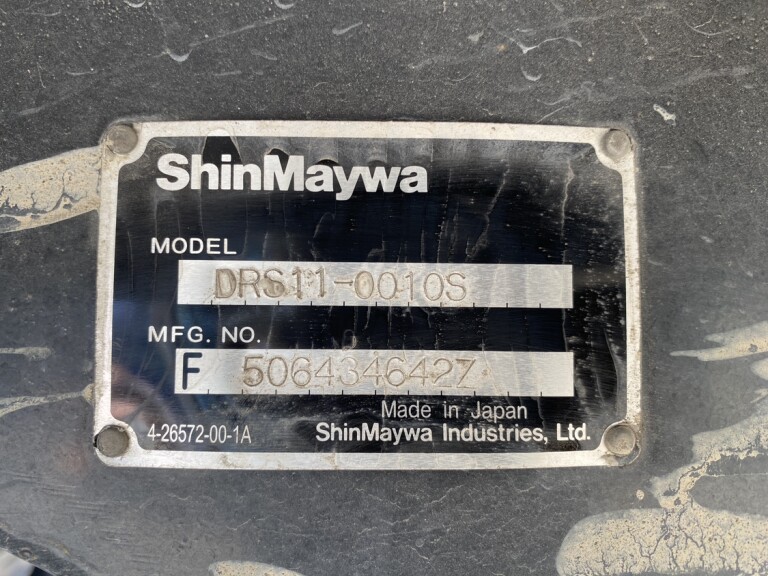 ShinMaywa
MODEL
DRS11-0010S
MFG. NO.
F 5064346427
Made in Japan
4-26572-00-1A ShinMaywa Industries, Ltd.